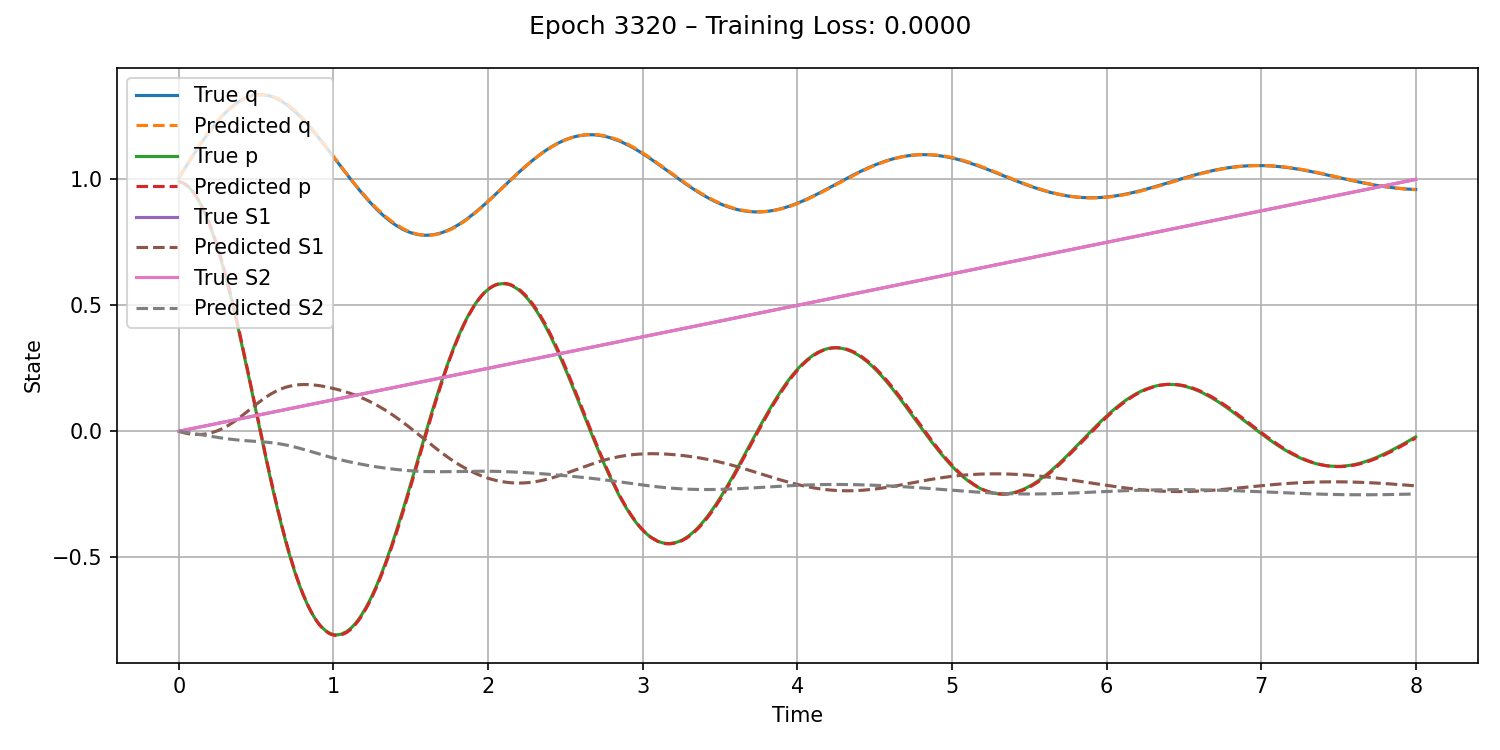 Epoch 3320 – Training Loss: 0.0000
True q
Predicted q
True p
Predicted p
True S1
Predicted S1
True S2
Predicted S2
State
1.0
0.5
0.0
−0.5
0 1 2 3 4 5 6 7 8
Time